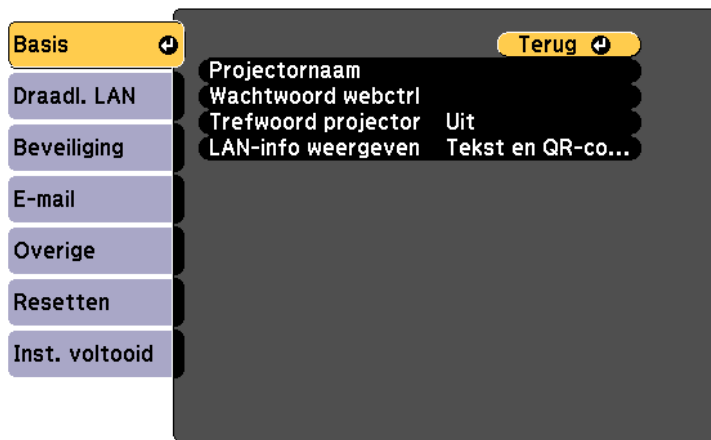 Basis
Draadl. LAN
Beveiliging
E-mail
Overige
Resetten
Inst. voltooid
Terug
Projectornaam
Wachtwoord webctrl
Trefwoord projector Uit
LAN-info weergeven Tekst en QR-co...